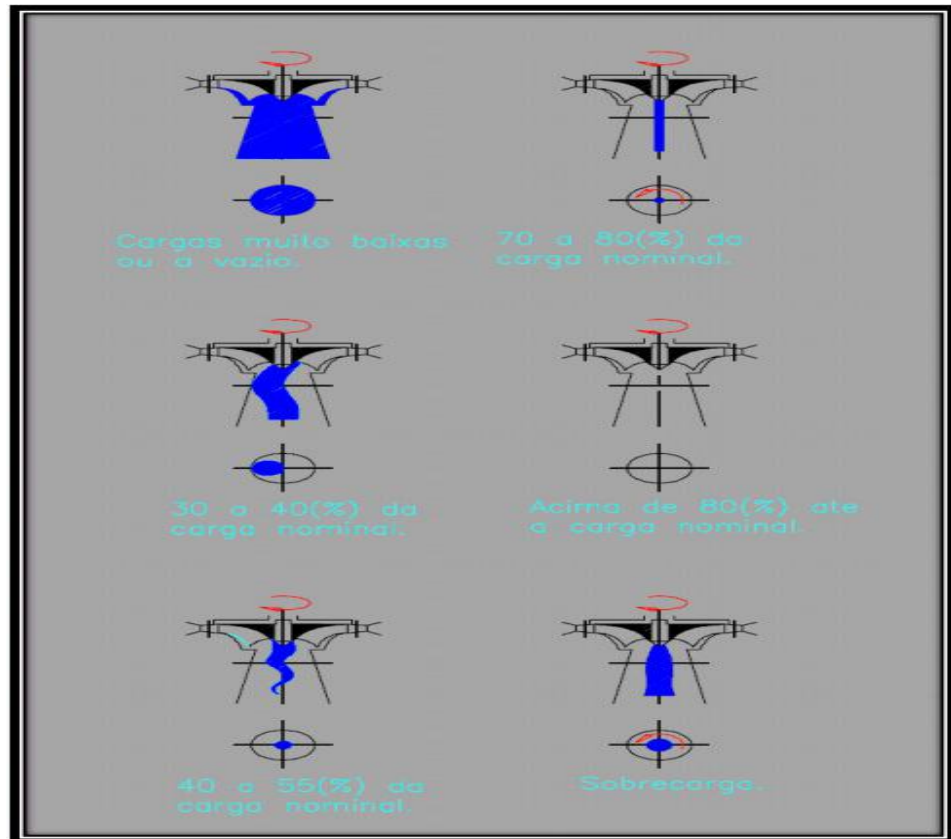 Cargas muito baixas
ou a vazio.
70 a 80(%) da
carga nominal.
30 a 40(%) da
carga nominal.
Acima de 80(%) ate
a carga nominal.
40 a 55(%) da
carga nominal.
Sobrecarga.